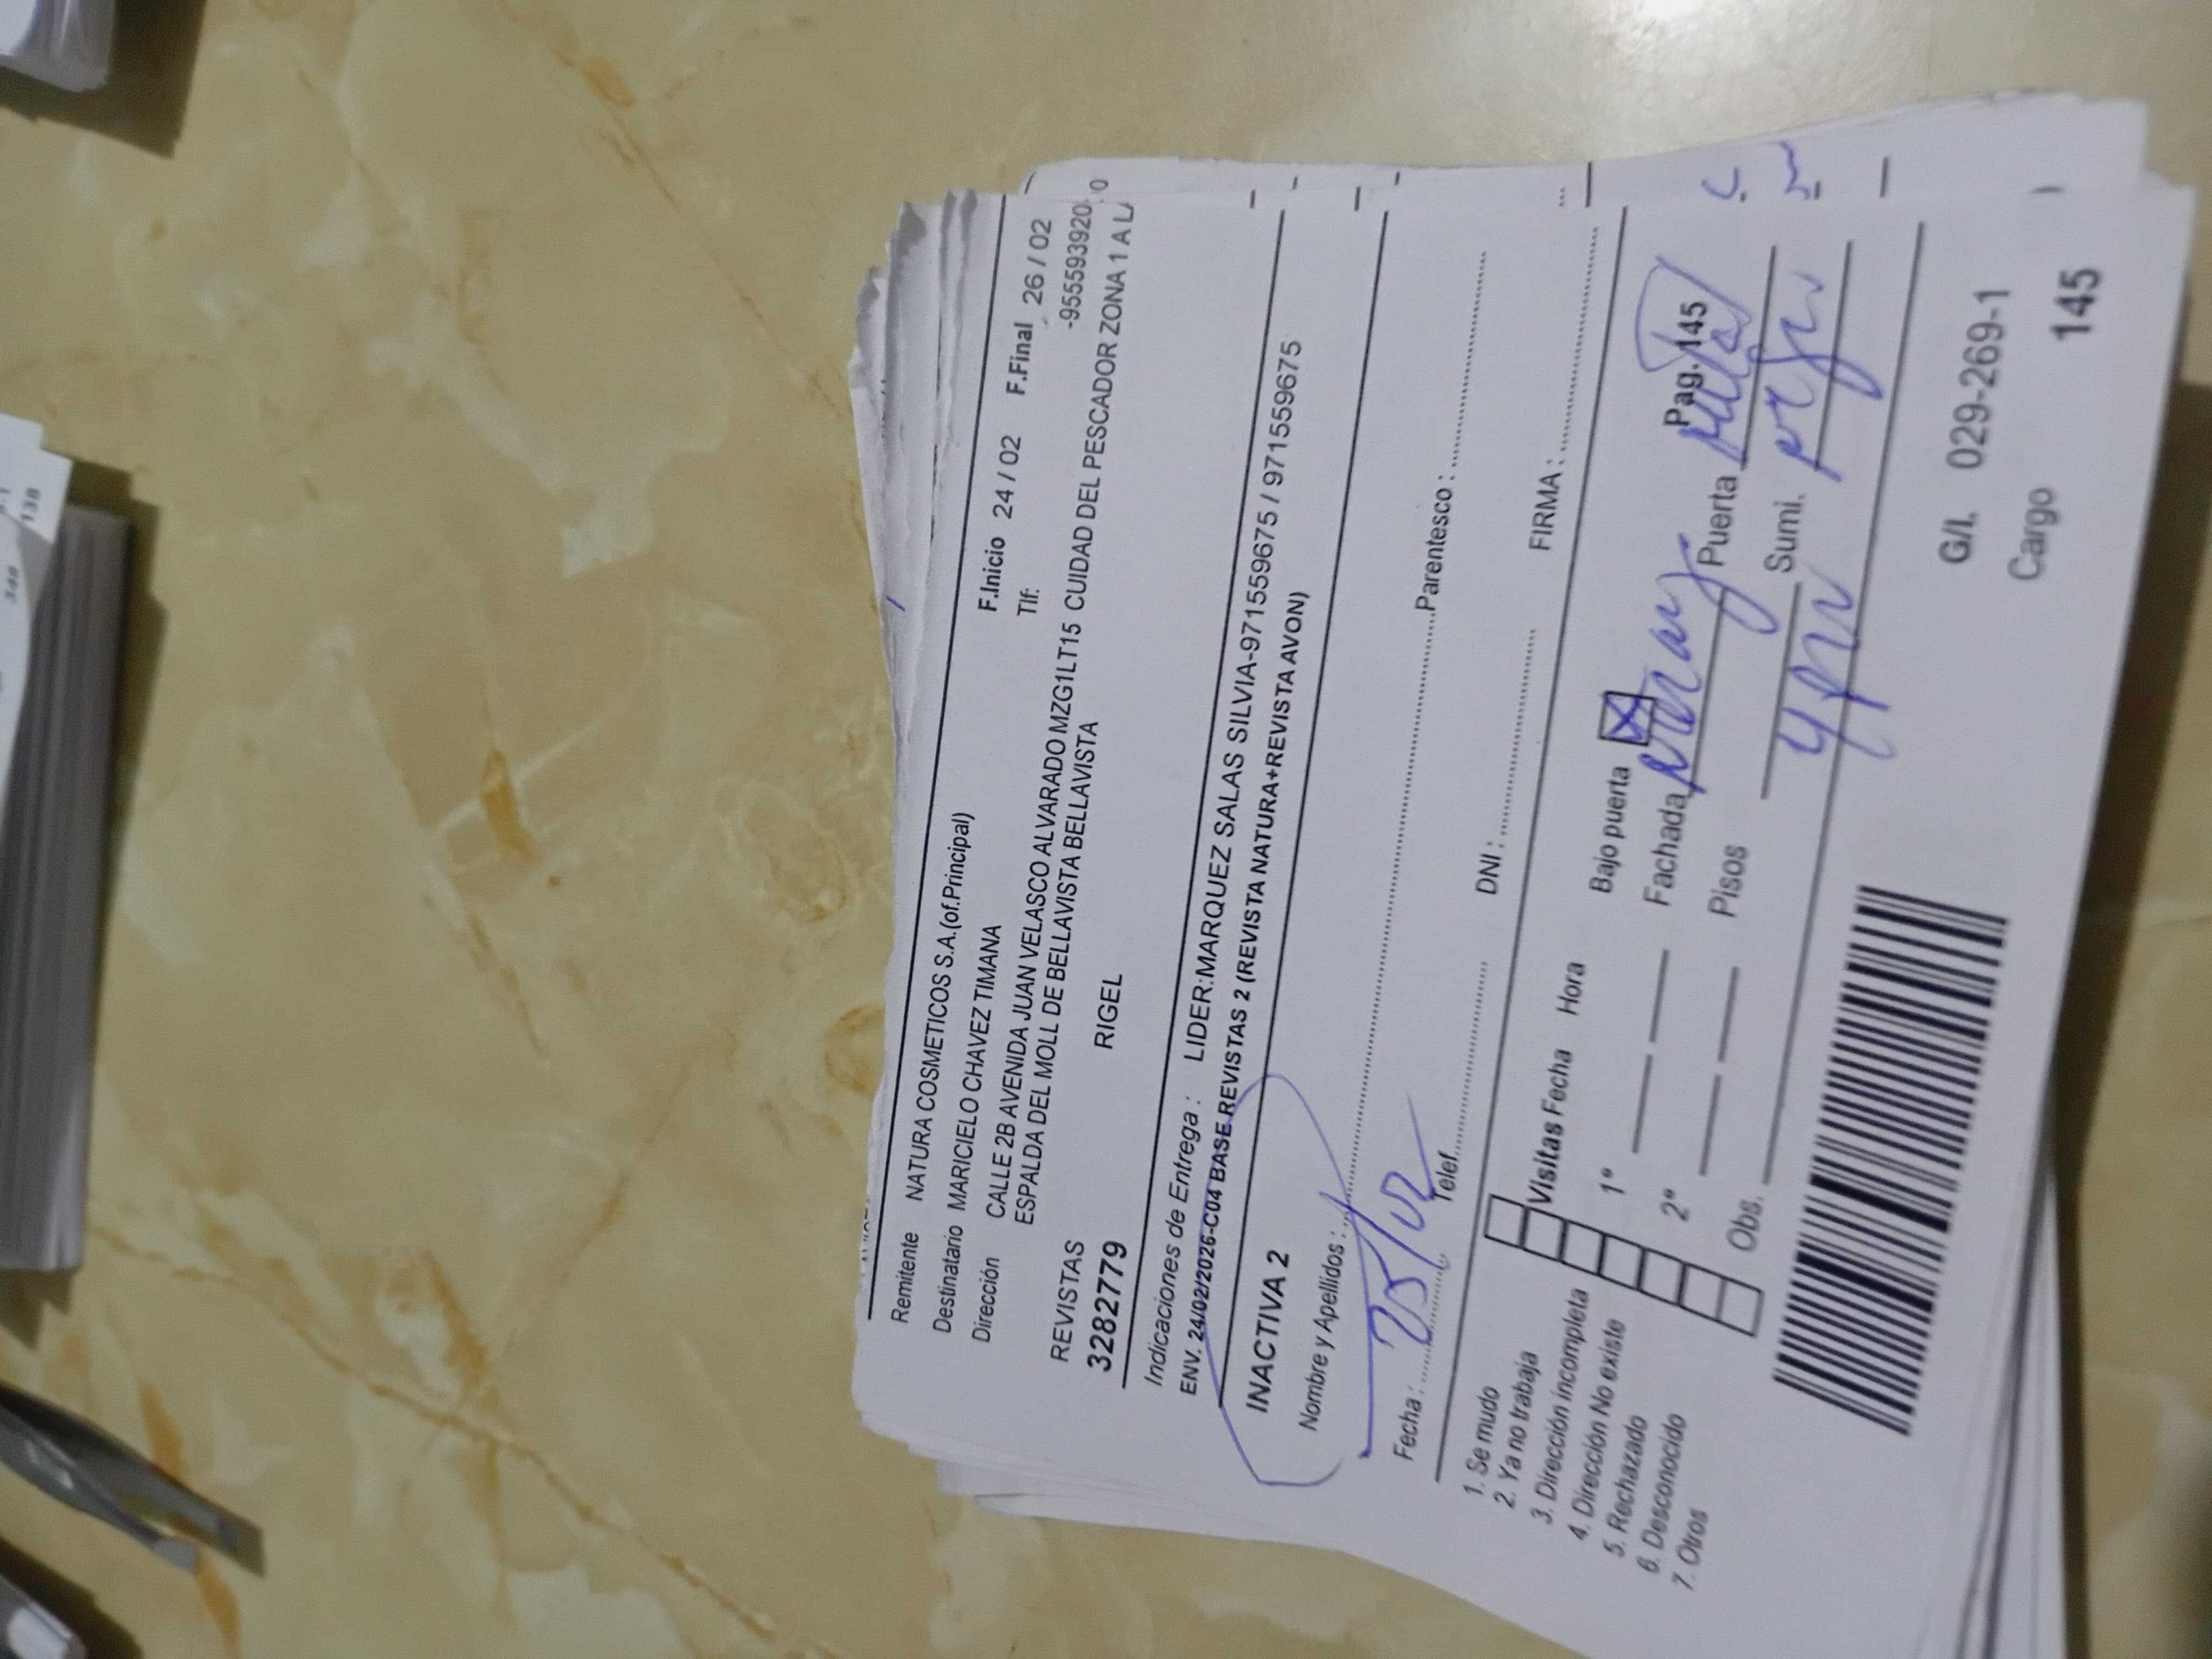 Remitente NATURA COSMETICOS S.A.(of.Principal)
Destinatario MARICIELO CHAVEZ TIMANA F.Inicio 24 / 02 F.Final 26 / 02
Dirección CALLE 2B AVENIDA JUAN VELASCO ALVARADO MZG1LT15 CUIDAD DEL PESCADOR ZONA 1 A LA
Tlf: -955593920
ESPALDA DEL MOLL DE BELLAVISTA BELLAVISTA BELLAVISTA
REVISTAS
3282779 RIGEL
Indicaciones de Entrega : LIDER:MARQUEZ SALAS SILVIA-971559675 / 971559675
ENV. 24/02/2026-C04 BASE REVISTAS 2 (REVISTA NATURA+REVISTA AVON)
INACTIVA 2
Nombre y Apellidos : Parentesco :
Fecha : 25/02 Telef. DNI : FIRMA :
1. Se mudo
2. Ya no trabaja
3. Dirección incompleta
4. Dirección No existe
5. Rechazado
6. Desconocido
7. Otros
Visitas Fecha Hora
1°
2°
Obs.
Bajo puerta X Pag. 145
Fachada Puerta
Pisos Sumi.
G/I. 029-269-1
Cargo 145
138